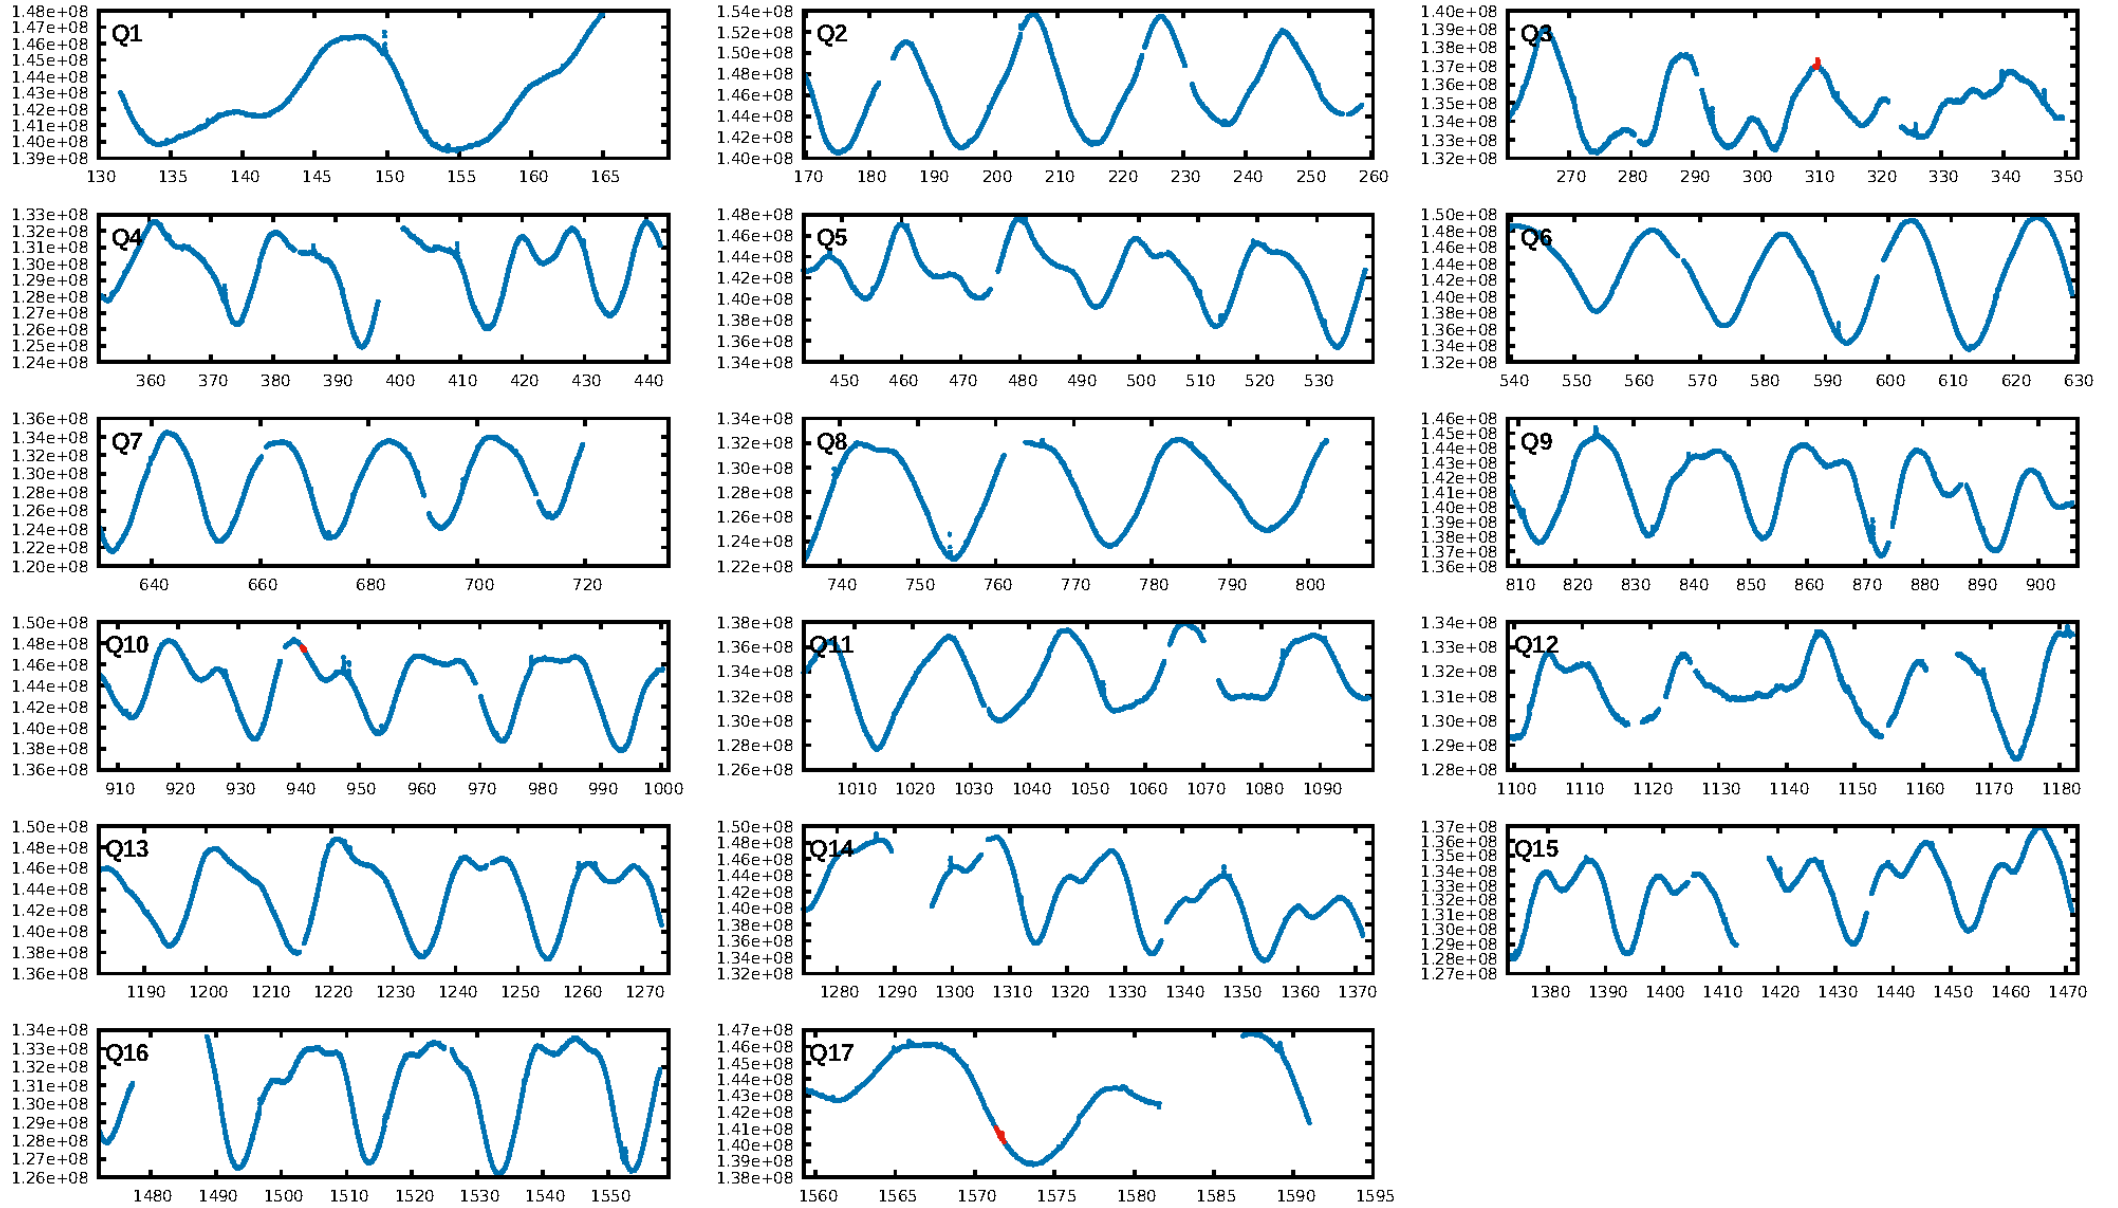 1.48e+08
1.47e+08
1.46e+08
1.45e+08
1.44e+08
1.43e+08
1.42e+08
1.41e+08
1.40e+08
1.39e+08
Q1
130 135 140 145 150 155 160 165
1.54e+08
1.52e+08
1.50e+08
1.48e+08
1.46e+08
1.44e+08
1.42e+08
1.40e+08
Q2
170 180 190 200 210 220 230 240 250 260
1.40e+08
1.39e+08
1.38e+08
1.37e+08
1.36e+08
1.35e+08
1.34e+08
1.33e+08
1.32e+08
Q3
270 280 290 300 310 320 330 340 350
1.33e+08
1.32e+08
1.31e+08
1.30e+08
1.29e+08
1.28e+08
1.27e+08
1.26e+08
1.25e+08
1.24e+08
Q4
360 370 380 390 400 410 420 430 440
1.48e+08
1.46e+08
1.44e+08
1.42e+08
1.40e+08
1.38e+08
1.36e+08
1.34e+08
Q5
450 460 470 480 490 500 510 520 530
1.50e+08
1.48e+08
1.46e+08
1.44e+08
1.42e+08
1.40e+08
1.38e+08
1.36e+08
1.34e+08
1.32e+08
Q6
540 550 560 570 580 590 600 610 620 630
1.36e+08
1.34e+08
1.32e+08
1.30e+08
1.28e+08
1.26e+08
1.24e+08
1.22e+08
1.20e+08
Q7
640 660 680 700 720
1.34e+08
1.32e+08
1.30e+08
1.28e+08
1.26e+08
1.24e+08
1.22e+08
Q8
740 750 760 770 780 790 800
1.46e+08
1.45e+08
1.44e+08
1.43e+08
1.42e+08
1.41e+08
1.40e+08
1.39e+08
1.38e+08
1.37e+08
1.36e+08
Q9
810 820 830 840 850 860 870 880 890 900
1.50e+08
1.48e+08
1.46e+08
1.44e+08
1.42e+08
1.40e+08
1.38e+08
1.36e+08
Q10
910 920 930 940 950 960 970 980 990 1000
1.38e+08
1.36e+08
1.34e+08
1.32e+08
1.30e+08
1.28e+08
1.26e+08
Q11
1010 1020 1030 1040 1050 1060 1070 1080 1090
1.34e+08
1.33e+08
1.32e+08
1.31e+08
1.30e+08
1.29e+08
1.28e+08
Q12
1100 1110 1120 1130 1140 1150 1160 1170 1180
1.50e+08
1.48e+08
1.46e+08
1.44e+08
1.42e+08
1.40e+08
1.38e+08
1.36e+08
Q13
1190 1200 1210 1220 1230 1240 1250 1260 1270
1.50e+08
1.48e+08
1.46e+08
1.44e+08
1.42e+08
1.40e+08
1.38e+08
1.36e+08
1.34e+08
1.32e+08
Q14
1280 1290 1300 1310 1320 1330 1340 1350 1360 1370
1.37e+08
1.36e+08
1.35e+08
1.34e+08
1.33e+08
1.32e+08
1.31e+08
1.30e+08
1.29e+08
1.28e+08
1.27e+08
Q15
1380 1390 1400 1410 1420 1430 1440 1450 1460 1470
1.34e+08
1.33e+08
1.32e+08
1.31e+08
1.30e+08
1.29e+08
1.28e+08
1.27e+08
1.26e+08
Q16
1480 1490 1500 1510 1520 1530 1540 1550
1.47e+08
1.46e+08
1.45e+08
1.44e+08
1.43e+08
1.42e+08
1.41e+08
1.40e+08
1.39e+08
1.38e+08
Q17
1560 1565 1570 1575 1580 1585 1590 1595